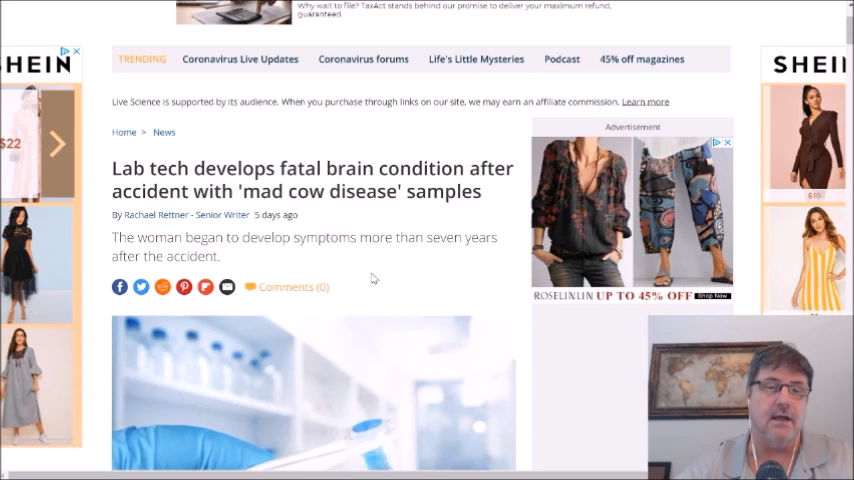 Why wait to file? TaxAct stands behind our promise to deliver your maximum refund,
guaranteed.
HEIN
SHEI
TRENDING Coronavirus Live Updates Coronavirus forums Life's Little Mysteries Podcast 45% off magazines
Live Science is supported by its audience. When you purchase through links on our site, we may earn an affiliate commission. Learn more
Home > News
Advertisement
$22
Lab tech develops fatal brain condition after
accident with 'mad cow disease' samples
By Rachael Rettner - Senior Writer 5 days ago
The woman began to develop symptoms more than seven years
after the accident.
Comments (0)
$19
ROSELINLIN UP TO 45% OFF Shop Now